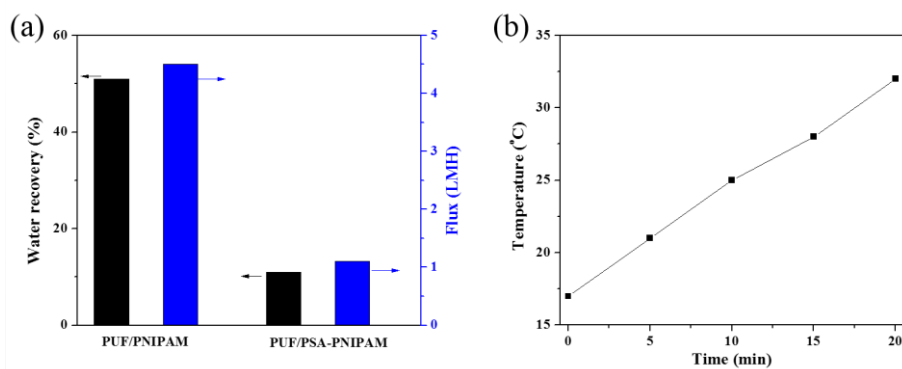 (a)
60
40
20
0
Water recovery (%)
5
4
3
2
1
0
Flux (LMH)
PUF/PNIPAM
PUF/PSA-PNIPAM
(b)
35
30
25
20
15
Temperature (°C)
0
5
10
15
20
Time (min)